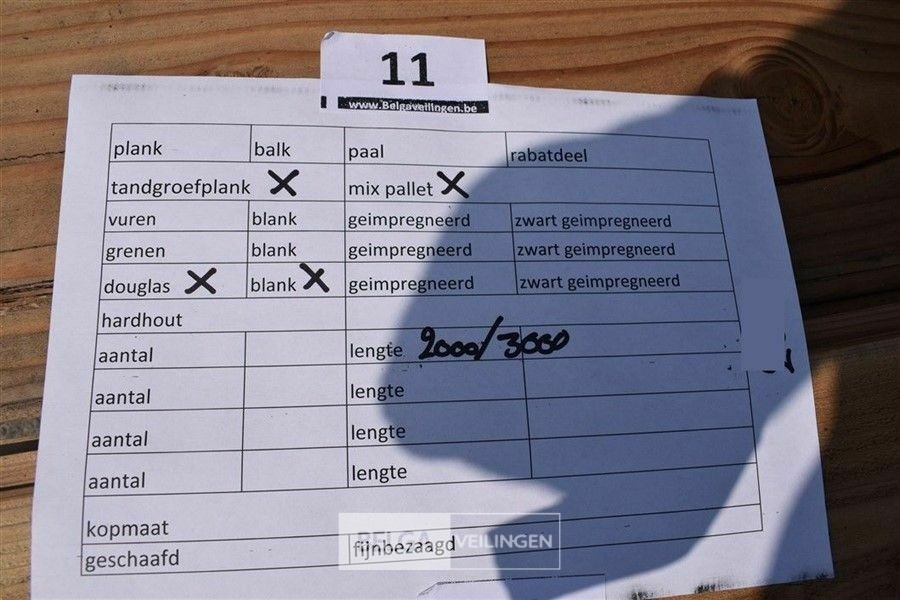 11
www.Belgaveilingen.be
plank balk paal rabatdeel
tandgroefplank X mix pallet X
vuren blank geimpregneerd zwart geimpregneerd
grenen blank geimpregneerd zwart geimpregneerd
douglas X blank X geimpregneerd zwart geimpregneerd
hardhout
aantal lengte 2000/3000
aantal lengte
aantal lengte
aantal lengte
kopmaat
geschaafd fijnbezaagd
BELGA VEILINGEN